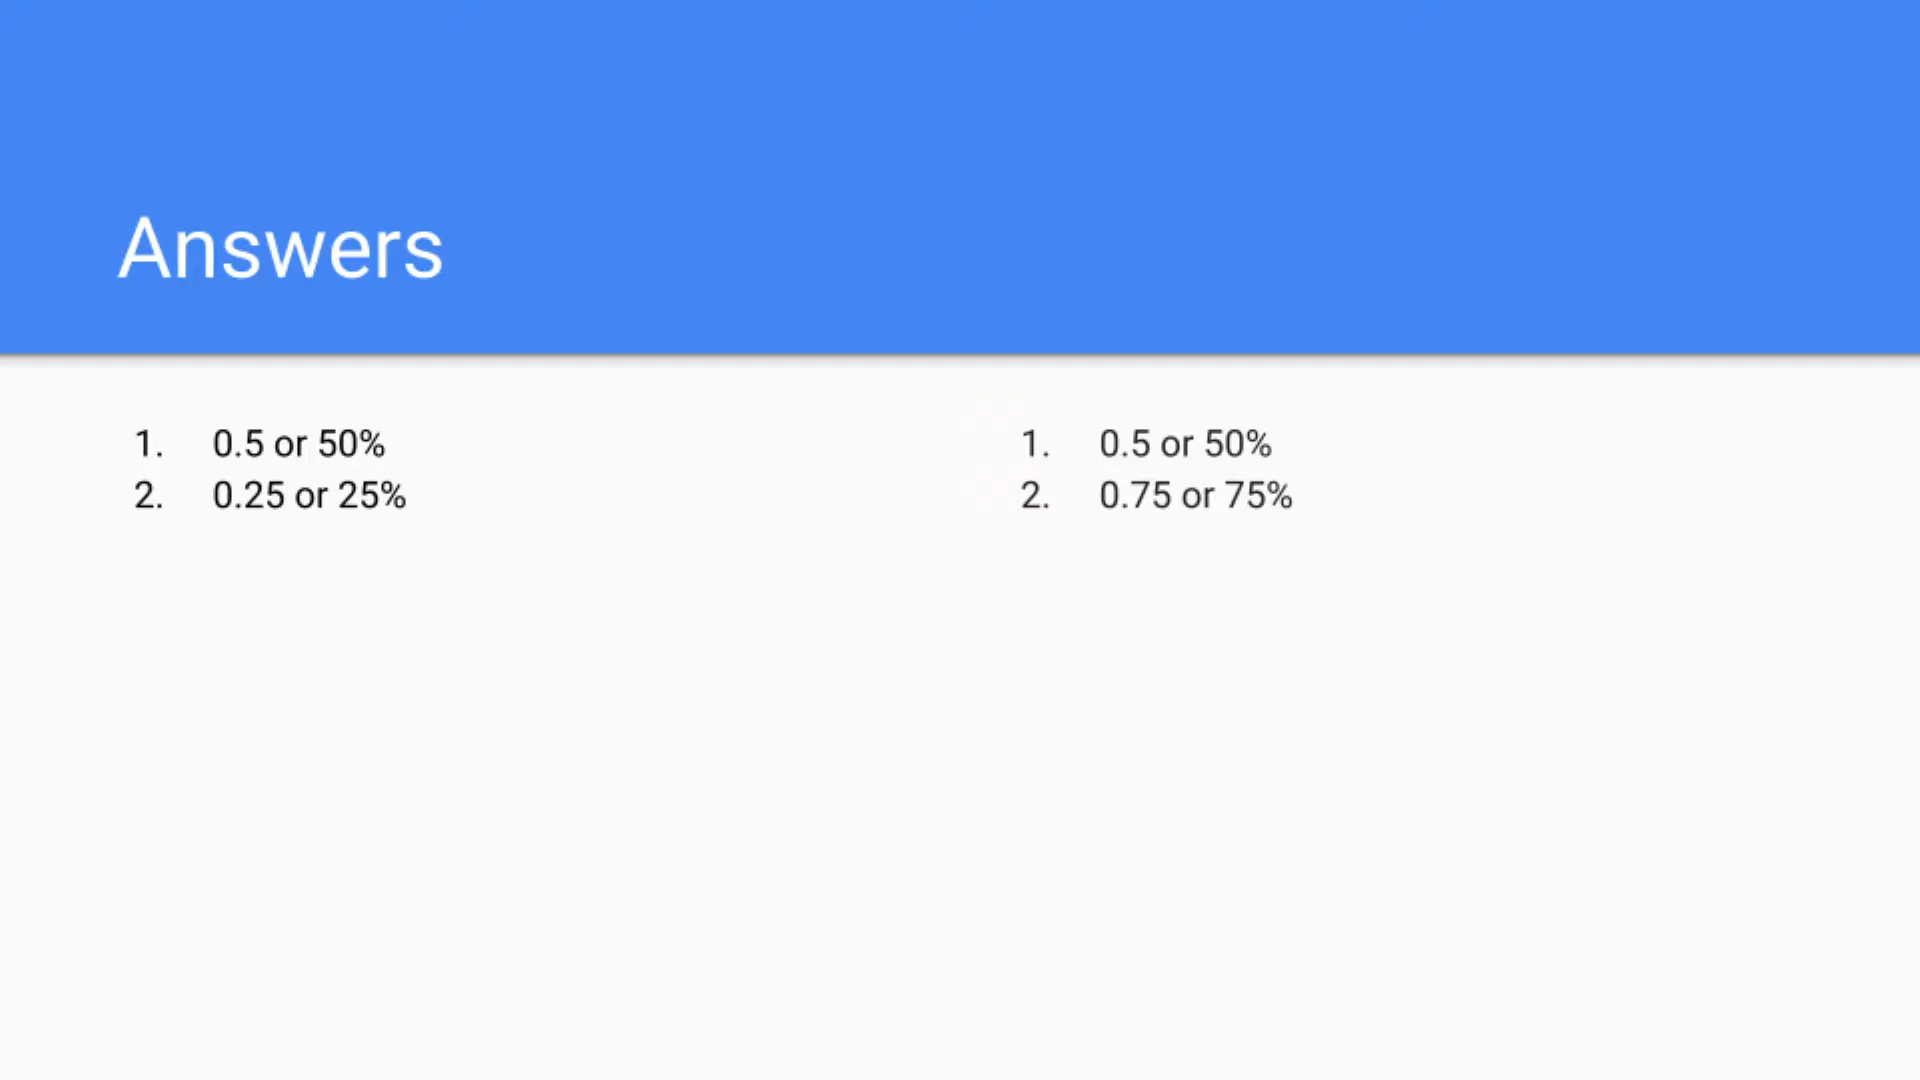 Answers
1. 0.5 or 50%
2. 0.25 or 25%
1. 0.5 or 50%
2. 0.75 or 75%